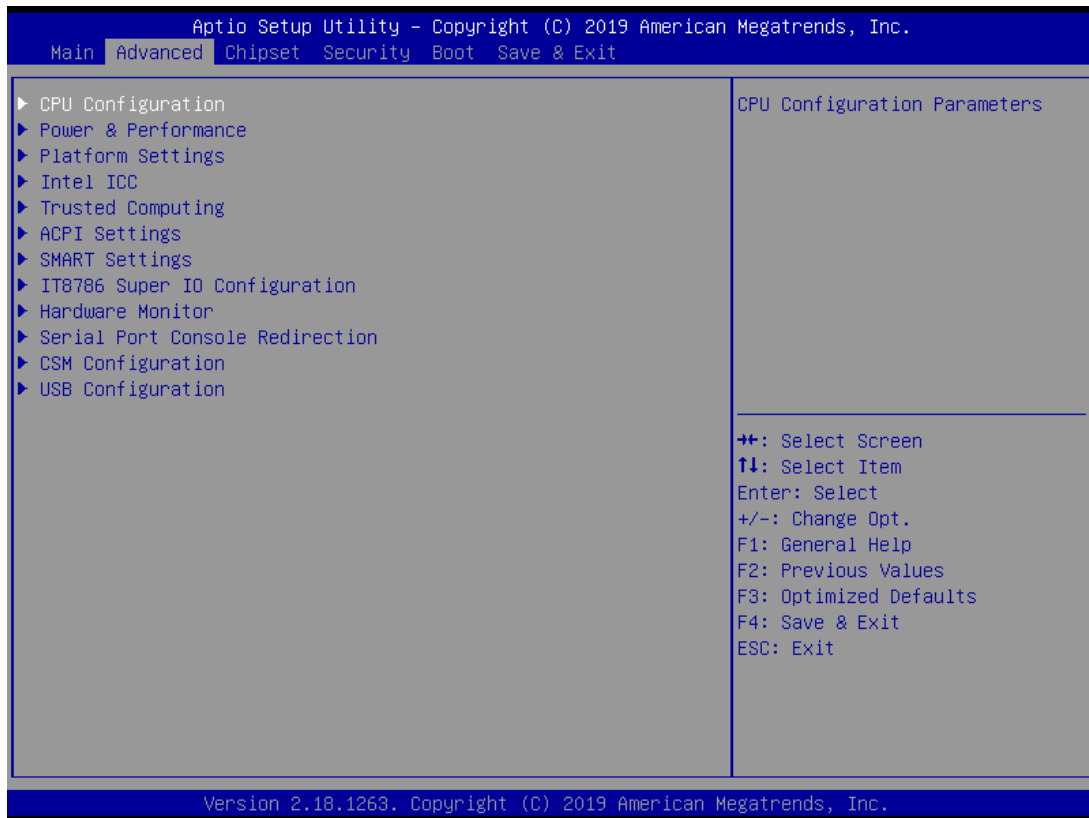 Aptio Setup Utility – Copyright (C) 2019 American Megatrends, Inc.
Main Advanced Chipset Security Boot Save & Exit
CPU Configuration
Power & Performance
Platform Settings
Intel ICC
Trusted Computing
ACPI Settings
SMART Settings
IT8786 Super IO Configuration
Hardware Monitor
Serial Port Console Redirection
CSM Configuration
USB Configuration
CPU Configuration Parameters
→←: Select Screen
↑↓: Select Item
Enter: Select
+/-: Change Opt.
F1: General Help
F2: Previous Values
F3: Optimized Defaults
F4: Save & Exit
ESC: Exit
Version 2.18.1263. Copyright (C) 2019 American Megatrends, Inc.